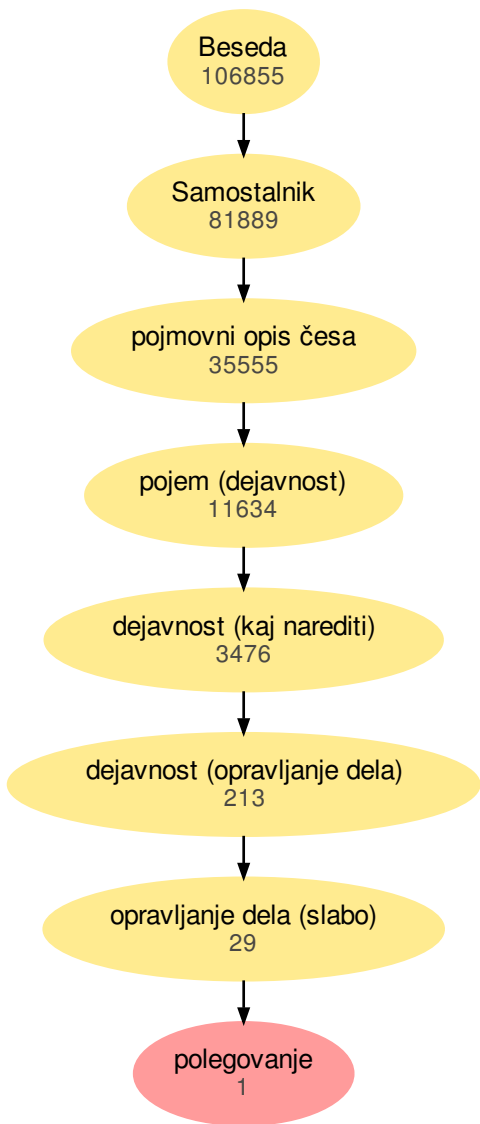 Beseda
106855
Samostalnik
81889
pojmovni opis česa
35555
pojem (dejavnost)
11634
dejavnost (kaj narediti)
3476
dejavnost (opravljanje dela)
213
opravljanje dela (slabo)
29
polegovanje
1